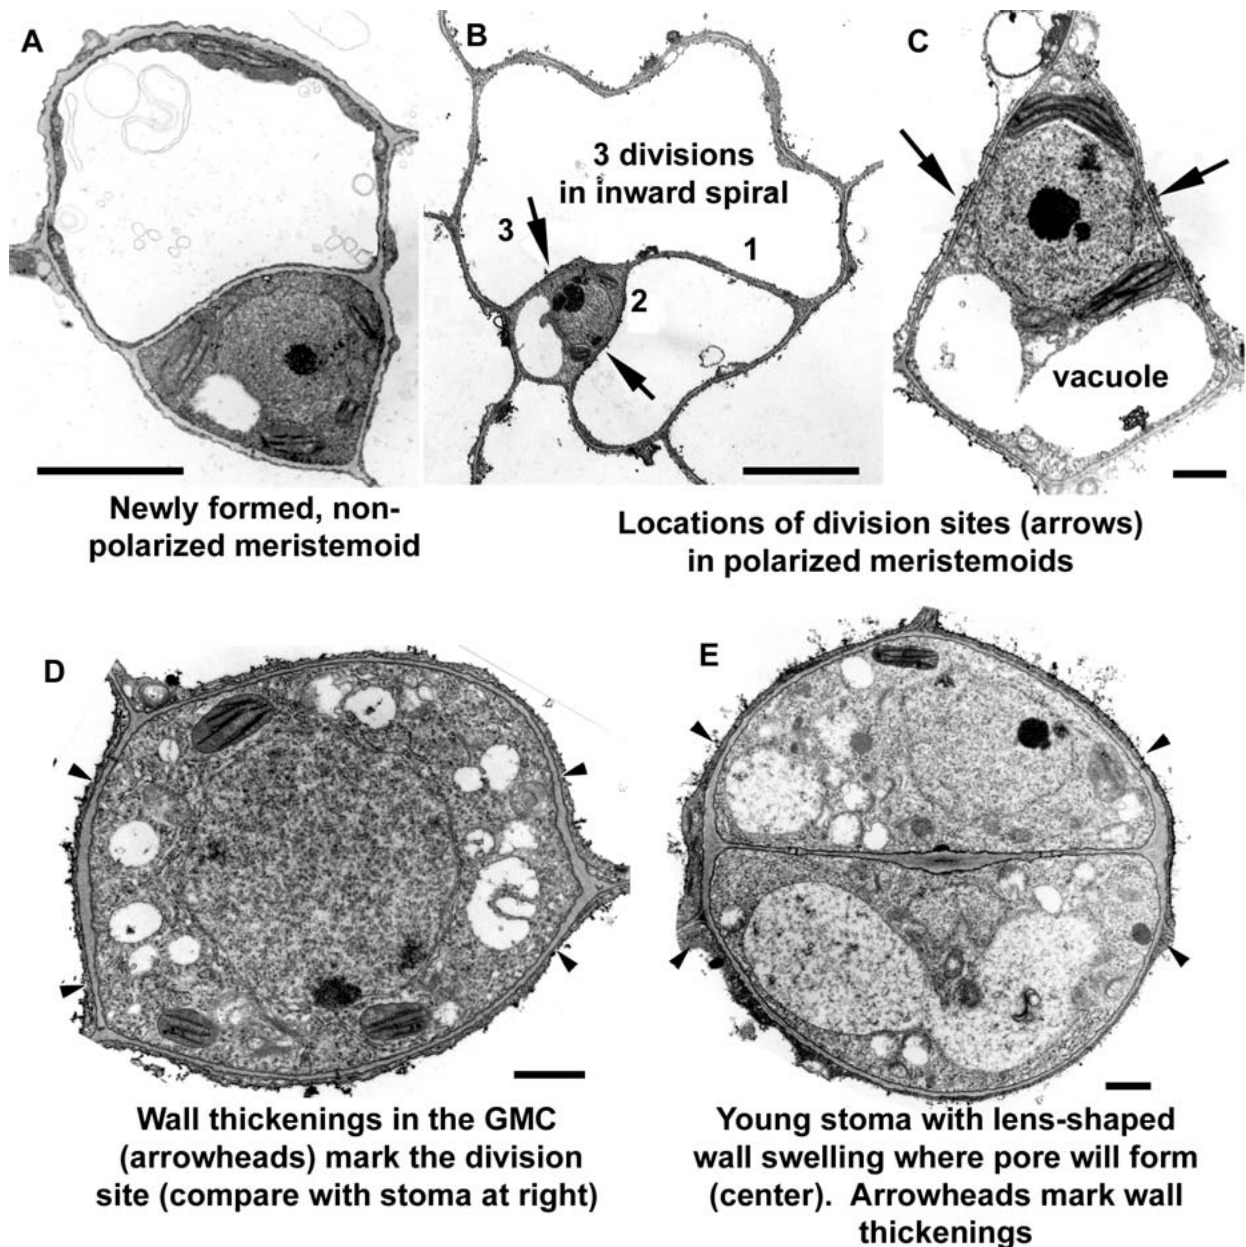 A
B
C
3 divisions
in inward spiral
3
1
2
vacuole
Newly formed, non-
polarized meristemoid
Locations of division sites (arrows)
in polarized meristemoids
D
E
Wall thickenings in the GMC
(arrowheads) mark the division
site (compare with stoma at right)
Young stoma with lens-shaped
wall swelling where pore will form
(center).  Arrowheads mark wall
thickenings